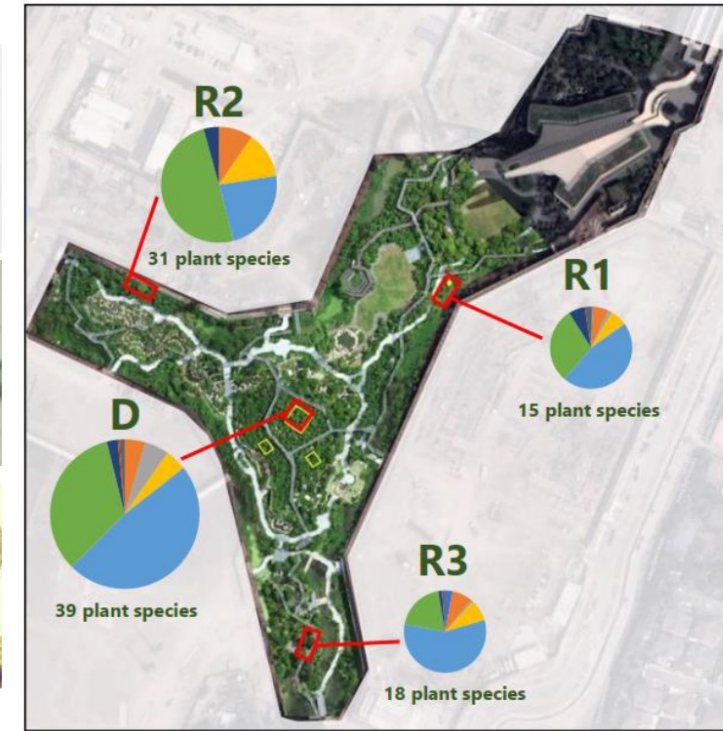 R2
31 plant species
R1
15 plant species
D
39 plant species
R3
18 plant species